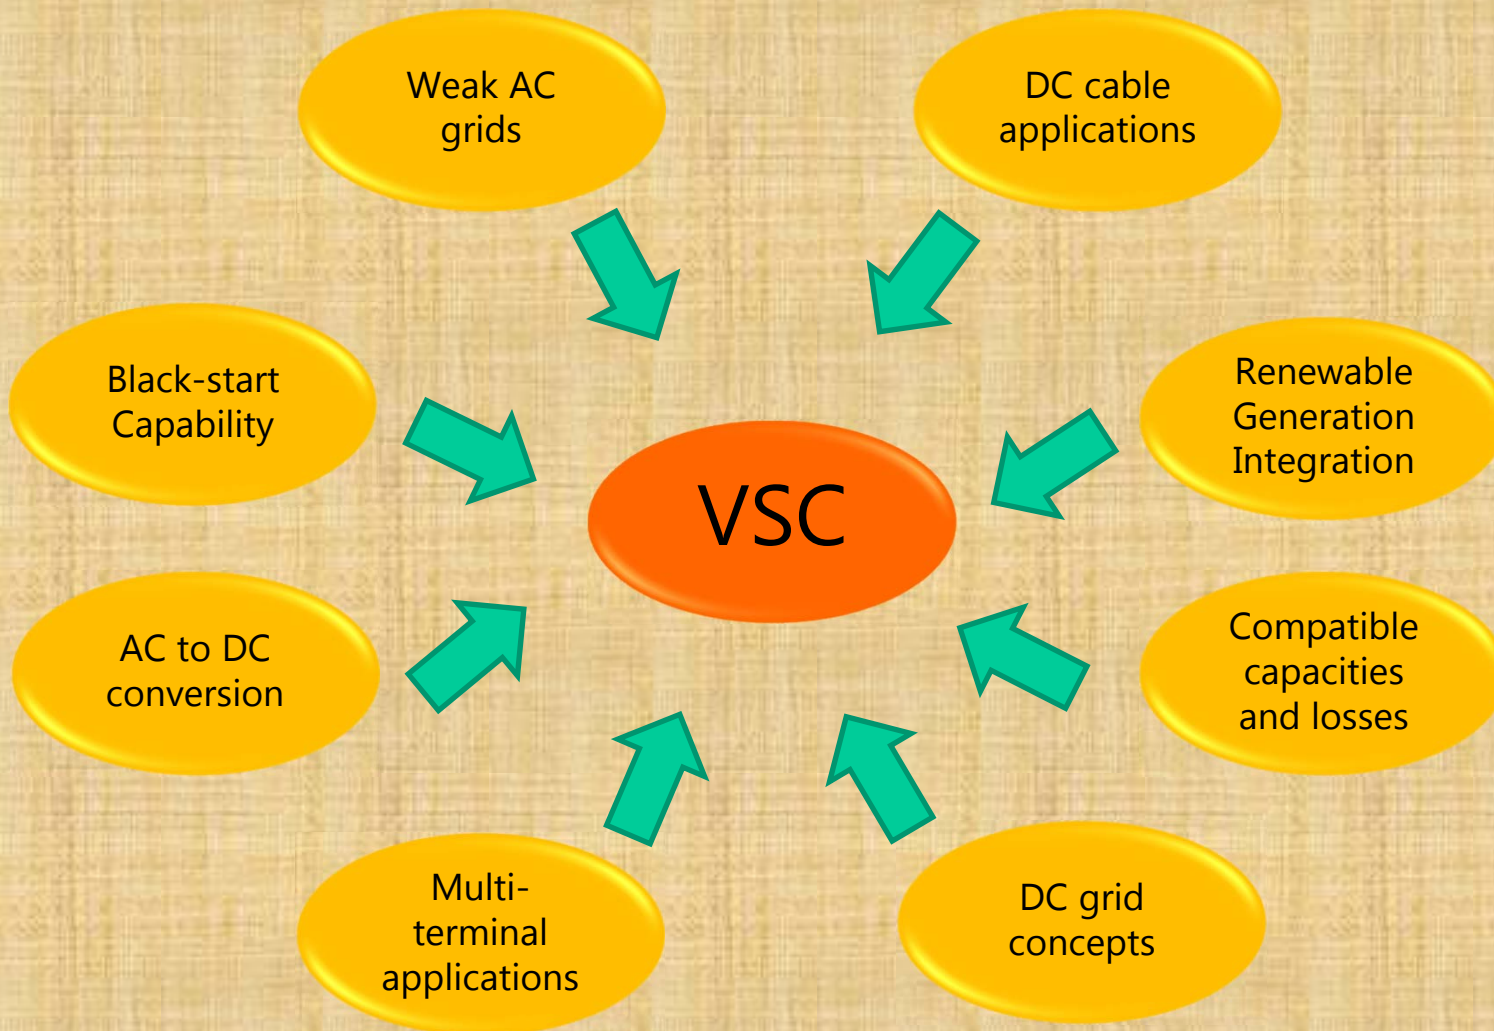 Weak AC
grids
DC cable
applications
Black-start
Capability
Renewable
Generation
Integration
VSC
AC to DC
conversion
Compatible
capacities
and losses
Multi-
terminal
applications
DC grid
concepts